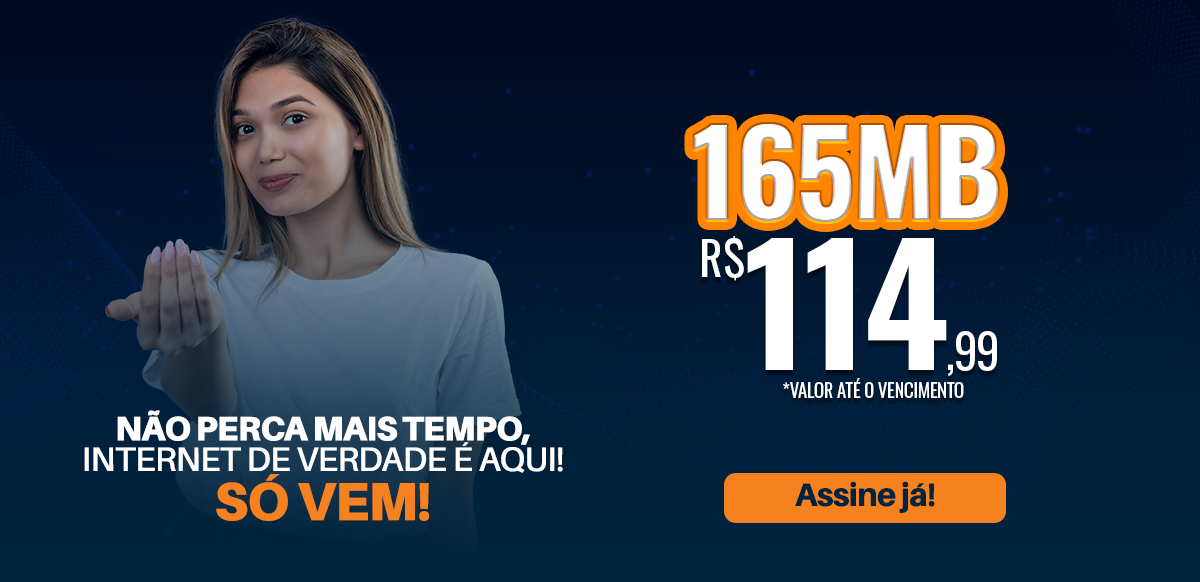 NÃO PERCA MAIS TEMPO,
INTERNET DE VERDADE É AQUI!
SÓ VEM!
165MB
R$114,99
*VALOR ATÉ O VENCIMENTO
Assine já!